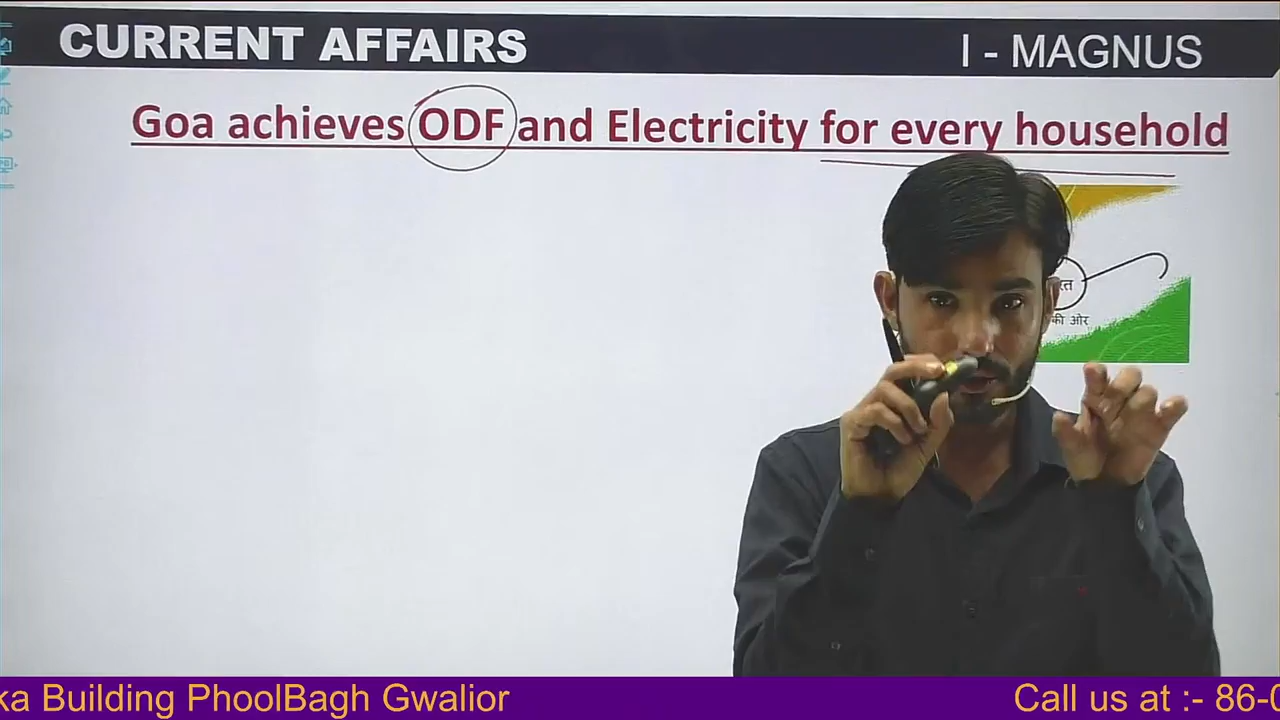 CURRENT AFFAIRS
I - MAGNUS
Goa achieves ODF and Electricity for every household
की ओर
ka Building PhoolBagh Gwalior
Call us at :- 86-0